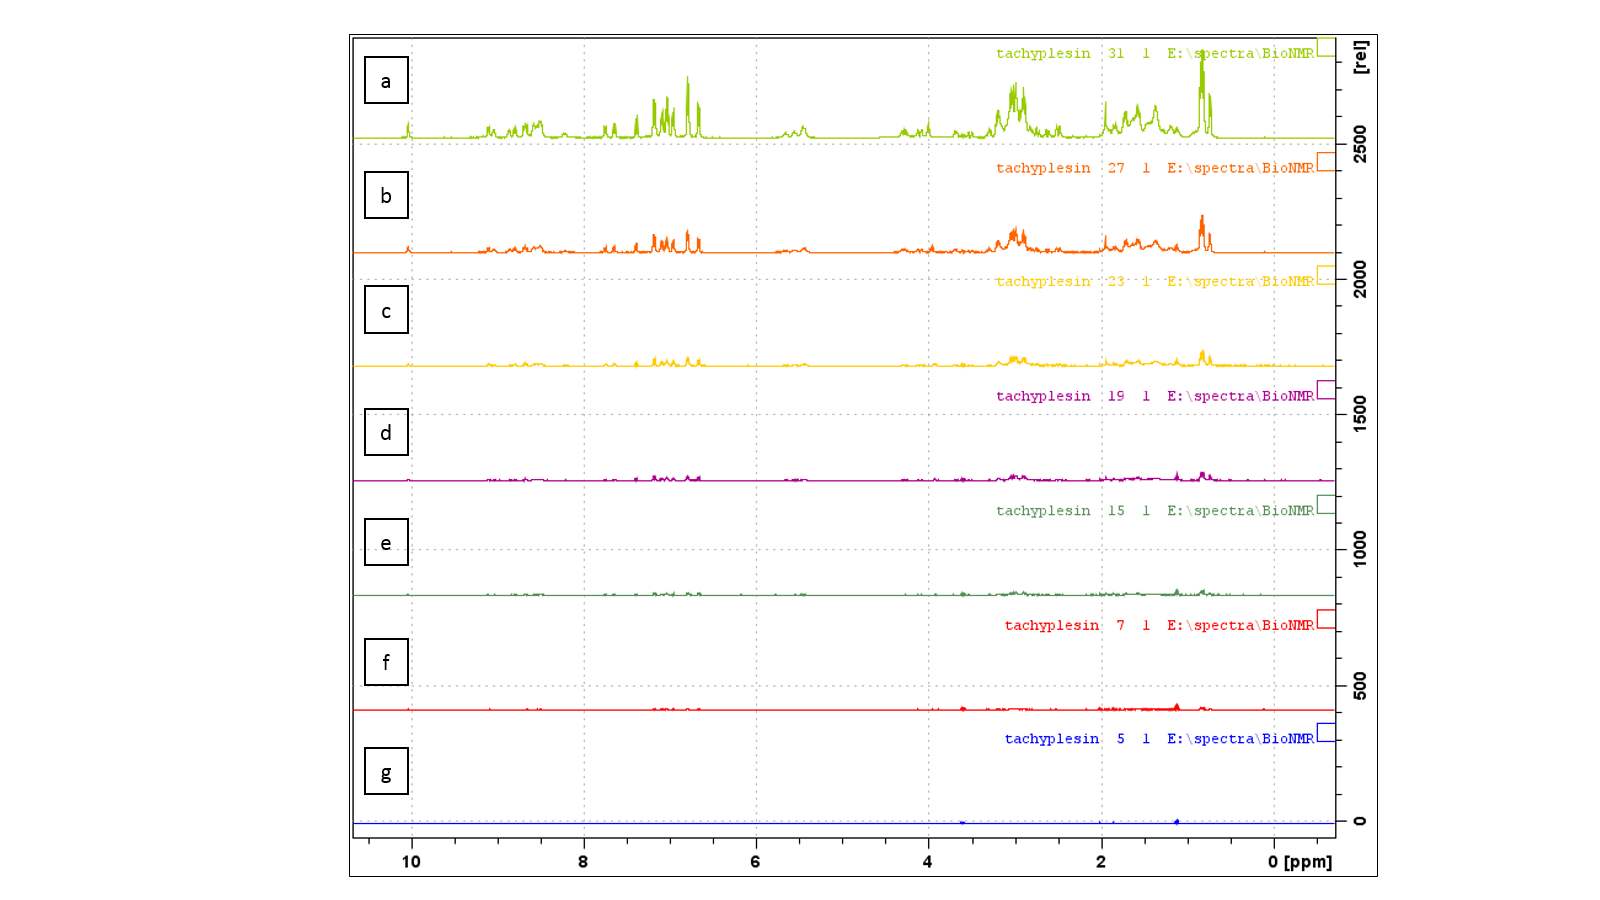 tachyplesin 31 1 E:\spectra\BioNMR
[rel]
a
2500
tachyplesin 27 1 E:\spectra\BioNMR
b
2000
tachyplesin 23 1 E:\spectra\BioNMR
c
tachyplesin 19 1 E:\spectra\BioNMR
1500
d
tachyplesin 15 1 E:\spectra\BioNMR
e
1000
tachyplesin 7 1 E:\spectra\BioNMR
f
500
tachyplesin 5 1 E:\spectra\BioNMR
g
0
10 8 6 4 2 0 [ppm]